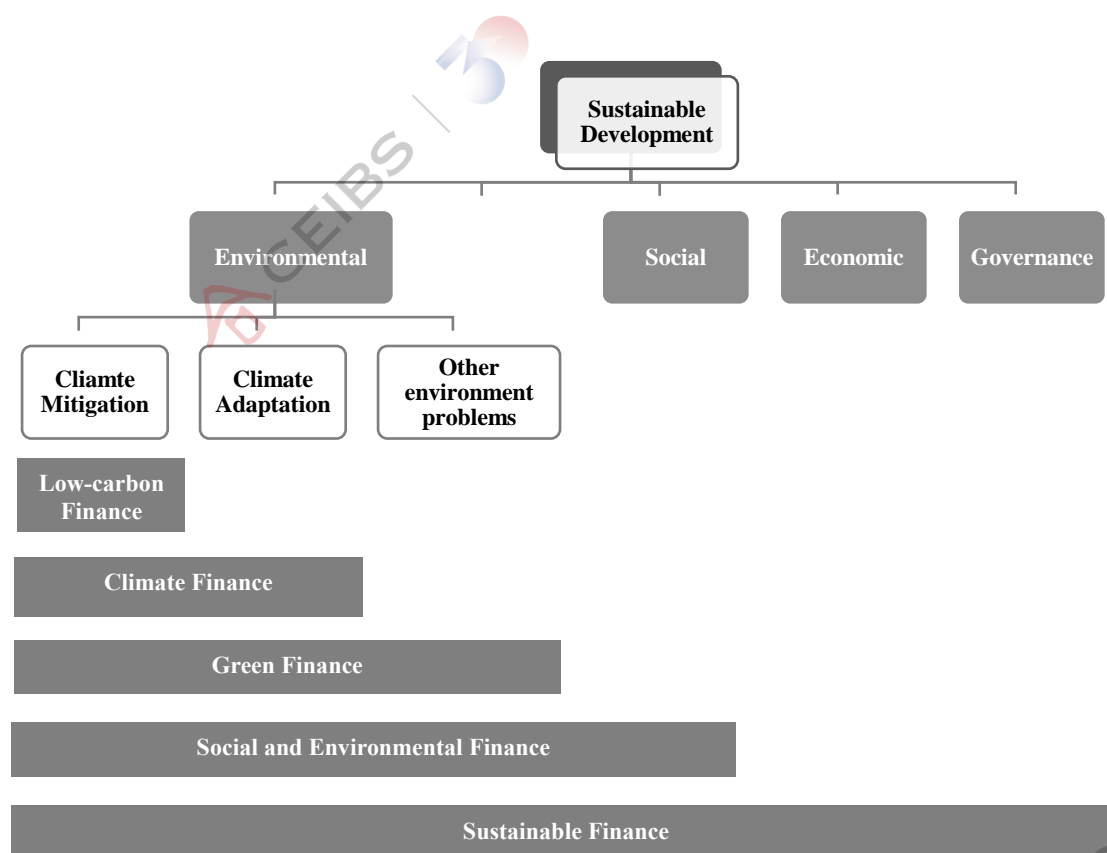 CEIBS
Sustainable
Development
Environmental
Social
Economic
Governance
Cliamte
Mitigation
Climate
Adaptation
Other
environment
problems
Low-carbon
Finance
Climate Finance
Green Finance
Social and Environmental Finance
Sustainable Finance